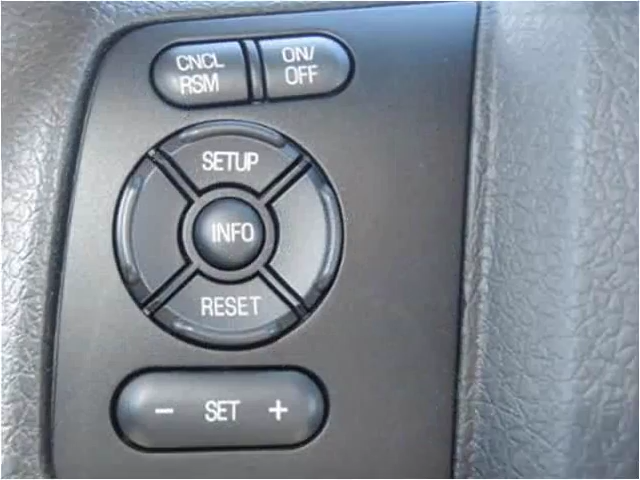 CNCL
RSM
ON/
OFF
SETUP
INFO
RESET
- SET +